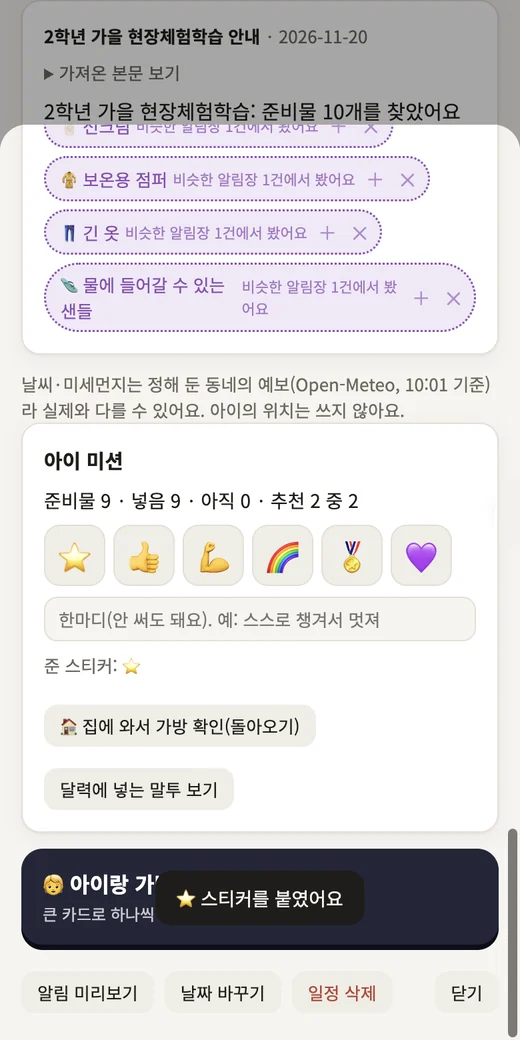 2학년 가을 현장체험학습 안내 · 2026-11-20
▶ 가져온 본문 보기
2학년 가을 현장체험학습: 준비물 10개를 찾았어요
선크림 비슷한 알림장 1건에서 봤어요 + ×
보온용 점퍼 비슷한 알림장 1건에서 봤어요 + ×
긴 옷 비슷한 알림장 1건에서 봤어요 + ×
물에 들어갈 수 있는 샌들
비슷한 알림장 1건에서 봤어요 + ×
날씨·미세먼지는 정해 둔 동네의 예보(Open-Meteo, 10:01 기준)
라 실제와 다를 수 있어요. 아이의 위치는 쓰지 않아요.
아이 미션
준비물 9 · 넣음 9 · 아직 0 · 추천 2 중 2
한마디(안 써도 돼요). 예: 스스로 챙겨서 멋져
준 스티커: ⭐
🏠 집에 와서 가방 확인(돌아오기)
달력에 넣는 말투 보기
아이랑 가
큰 카드로 하나씩
⭐ 스티커를 붙였어요
알림 미리보기 날짜 바꾸기 일정 삭제 닫기